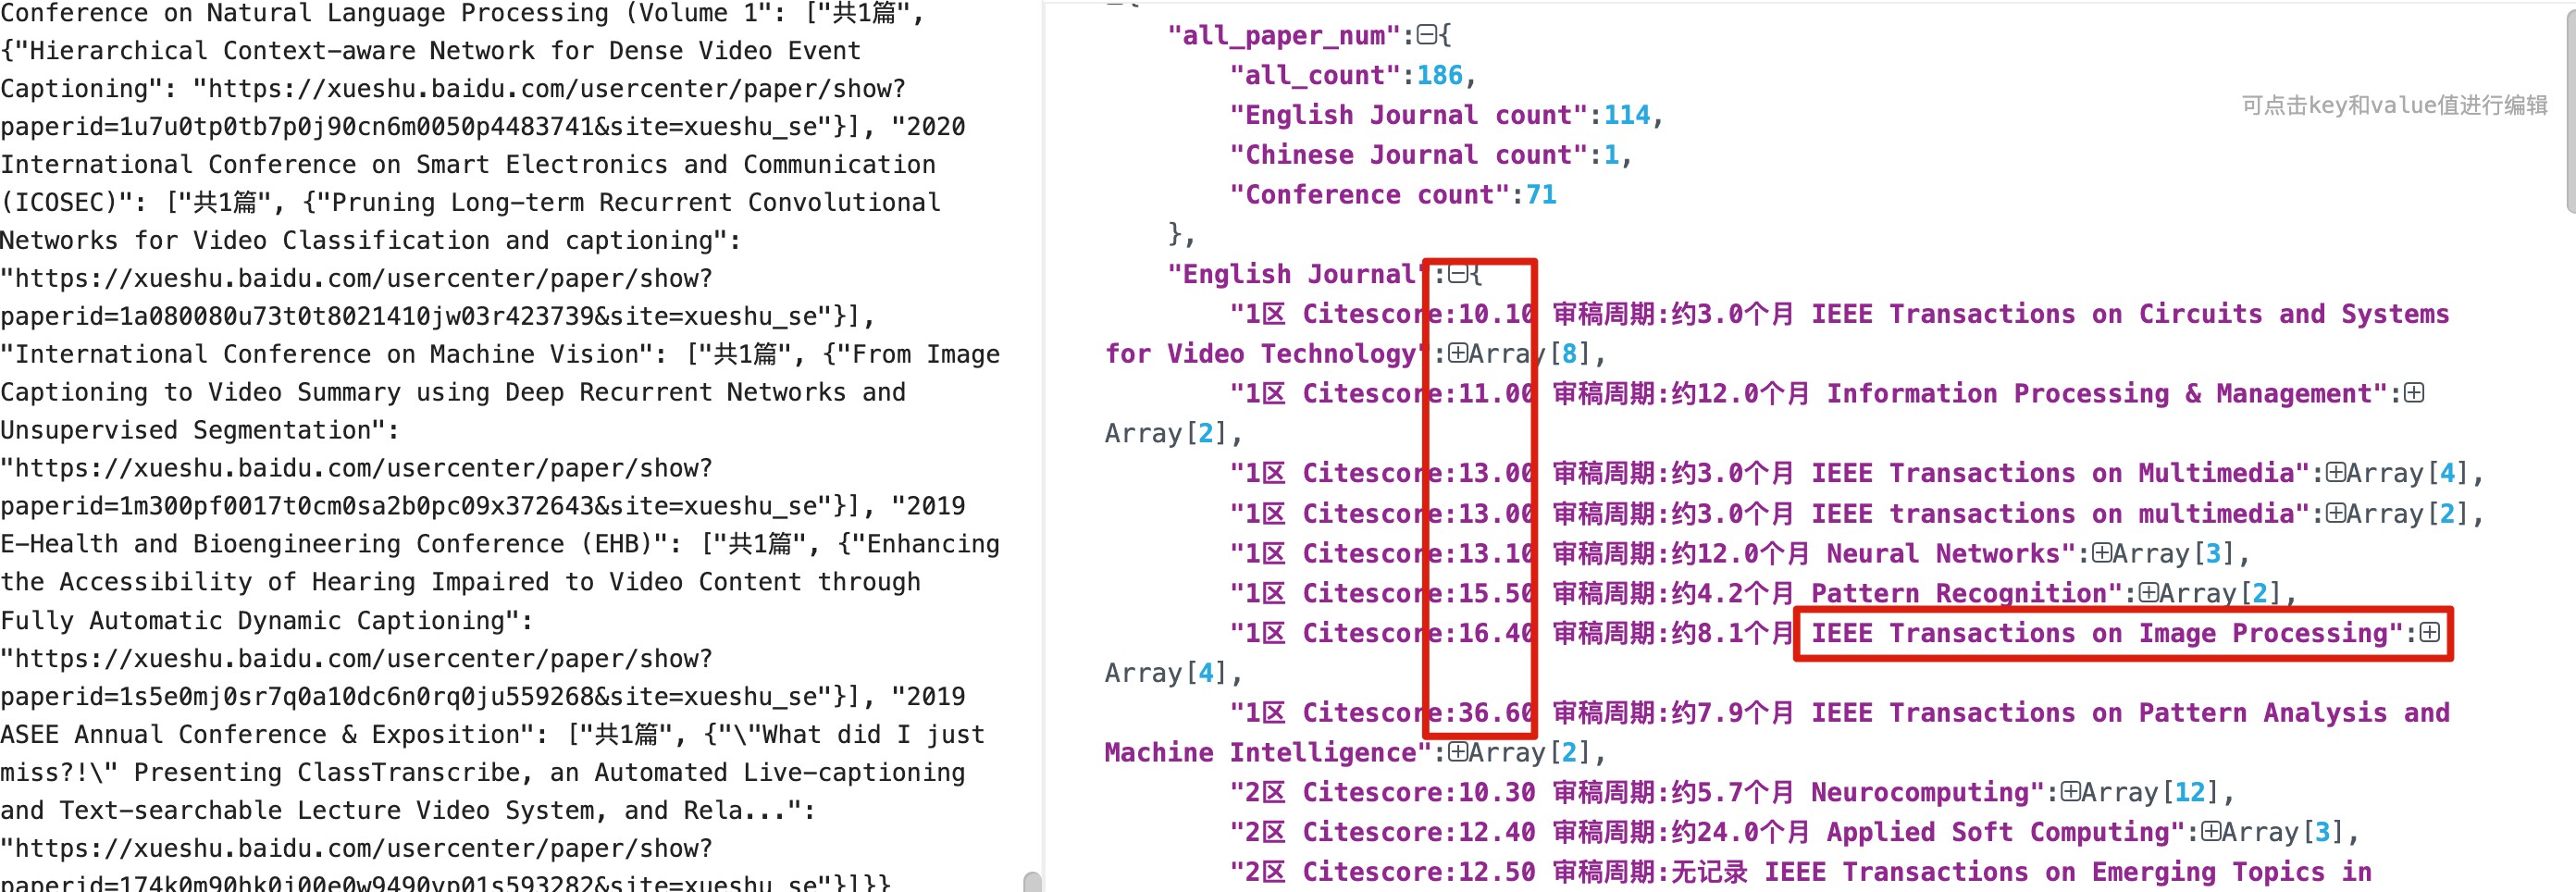 Conference on Natural Language Processing (Volume 1": ["共1篇",
{"Hierarchical Context-aware Network for Dense Video Event
Captioning": "https://xueshu.baidu.com/usercenter/paper/show?
paperid=1u7u0tp0tb7p0j90cn6m0050p4483741&site=xueshu_se"}], "2020
International Conference on Smart Electronics and Communication
(ICOSEC)": ["共1篇", {"Pruning Long-term Recurrent Convolutional
Networks for Video Classification and captioning":
"https://xueshu.baidu.com/usercenter/paper/show?
paperid=1a080080u73t0t8021410jw03r423739&site=xueshu_se"}],
"International Conference on Machine Vision": ["共1篇", {"From Image
Captioning to Video Summary using Deep Recurrent Networks and
Unsupervised Segmentation":
"https://xueshu.baidu.com/usercenter/paper/show?
paperid=1m300pf0017t0cm0sa2b0pc09x372643&site=xueshu_se"}], "2019
E-Health and Bioengineering Conference (EHB)": ["共1篇", {"Enhancing
the Accessibility of Hearing Impaired to Video Content through
Fully Automatic Dynamic Captioning":
"https://xueshu.baidu.com/usercenter/paper/show?
paperid=1s5e0mj0sr7q0a10dc6n0rq0ju559268&site=xueshu_se"}], "2019
ASEE Annual Conference & Exposition": ["共1篇", {"\"What did I just
miss?!\" Presenting ClassTranscribe, an Automated Live-captioning
and Text-searchable Lecture Video System, and Rela...":
"https://xueshu.baidu.com/usercenter/paper/show?
paperid=174k0m90hk0j00e0w9490vp01s593282&site=xueshu_se"}]}}
"all_paper_num":{
"all_count":186,
可点击key和value值进行编辑
"English Journal count":114,
"Chinese Journal count":1,
"Conference count":71
},
"English Journal":{
"1区 Citescore:10.10 审稿周期:约3.0个月 IEEE Transactions on Circuits and Systems
for Video Technology":Array[8],
"1区 Citescore:11.00 审稿周期:约12.0个月 Information Processing & Management":
Array[2],
"1区 Citescore:13.00 审稿周期:约3.0个月 IEEE Transactions on Multimedia":Array[4],
"1区 Citescore:13.00 审稿周期:约3.0个月 IEEE transactions on multimedia":Array[2],
"1区 Citescore:13.10 审稿周期:约12.0个月 Neural Networks":Array[3],
"1区 Citescore:15.50 审稿周期:约4.2个月 Pattern Recognition":Array[2],
"1区 Citescore:16.40 审稿周期:约8.1个月 IEEE Transactions on Image Processing":
Array[4],
"1区 Citescore:36.60 审稿周期:约7.9个月 IEEE Transactions on Pattern Analysis and
Machine Intelligence":Array[2],
"2区 Citescore:10.30 审稿周期:约5.7个月 Neurocomputing":Array[12],
"2区 Citescore:12.40 审稿周期:约24.0个月 Applied Soft Computing":Array[3],
"2区 Citescore:12.50 审稿周期:无记录 IEEE Transactions on Emerging Topics in